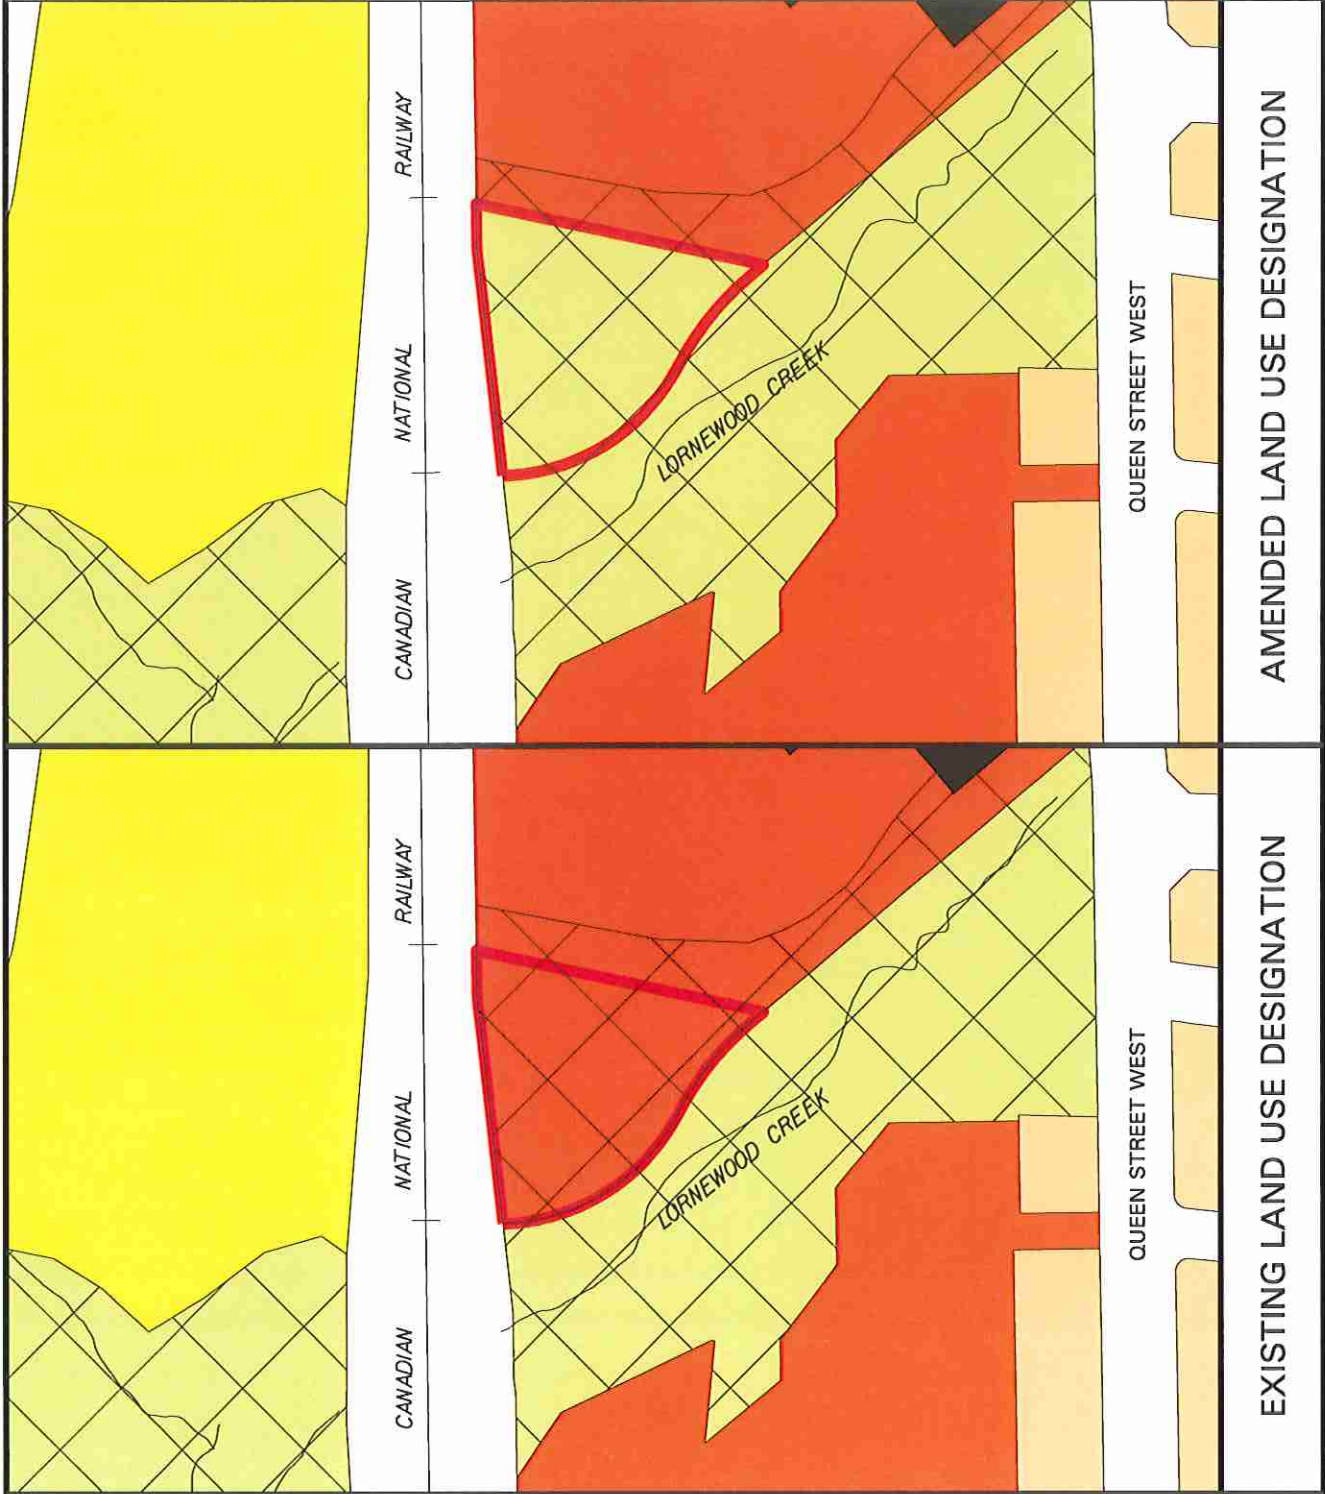 CANADIAN NATIONAL RAILWAY
LORNEWOOD CREEK
QUEEN STREET WEST
EXISTING LAND USE DESIGNATION
CANADIAN NATIONAL RAILWAY
LORNEWOOD CREEK
QUEEN STREET WEST
AMENDED LAND USE DESIGNATION